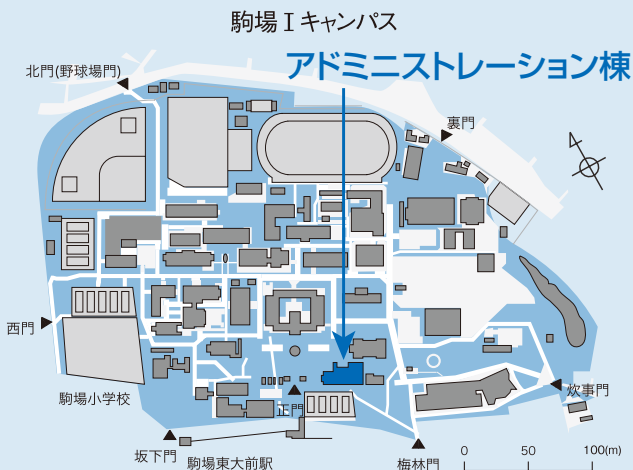 駒場Ⅰキャンパス
アドミニストレーション棟
北門(野球場門)
裏門
西門
駒場小学校
正門
炊事門
坂下門
駒場東大前駅
梅林門
0 50 100(m)